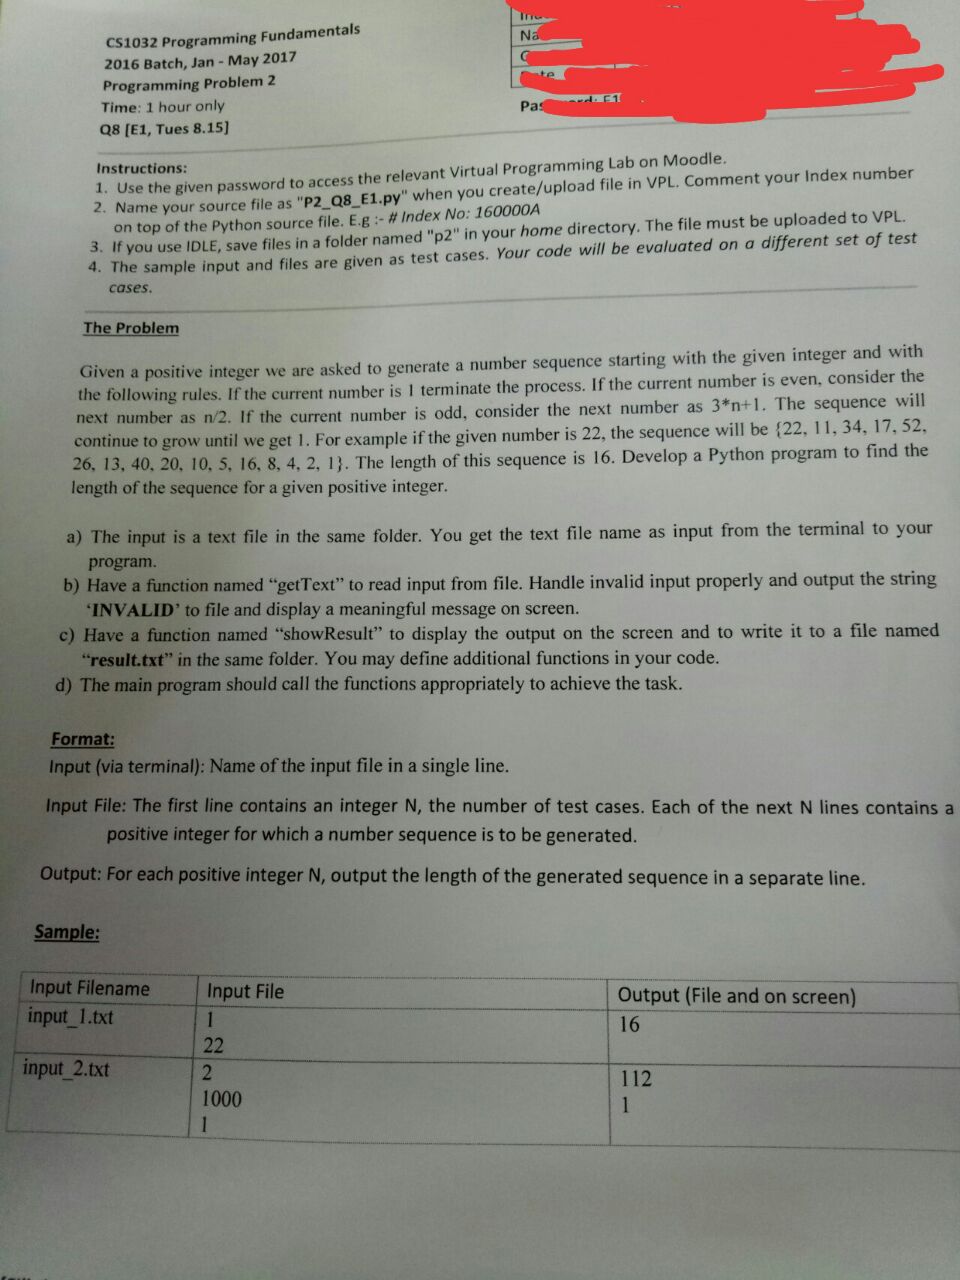 CS1032 Programming Fundamentals
2016 Batch, Jan - May 2017
Programming Problem 2
Time: 1 hour only
Q8 [E1, Tues 8.15]
Na
Pas
Instructions:
1. Use the given password to access the relevant Virtual Programming Lab on Moodle.
2. Name your source file as "P2_Q8_E1.py" when you create/upload file in VPL. Comment your Index number
on top of the Python source file. E.g :- # Index No: 160000A
3. If you use IDLE, save files in a folder named "p2" in your home directory. The file must be uploaded to VPL.
4. The sample input and files are given as test cases. Your code will be evaluated on a different set of test
cases.
The Problem
Given a positive integer we are asked to generate a number sequence starting with the given integer and with
the following rules. If the current number is 1 terminate the process. If the current number is even, consider the
next number as n/2. If the current number is odd, consider the next number as 3*n+1. The sequence will
continue to grow until we get 1. For example if the given number is 22, the sequence will be {22, 11, 34, 17, 52,
26, 13, 40, 20, 10, 5, 16, 8, 4, 2, 1}. The length of this sequence is 16. Develop a Python program to find the
length of the sequence for a given positive integer.
a) The input is a text file in the same folder. You get the text file name as input from the terminal to your
program.
b) Have a function named “getText” to read input from file. Handle invalid input properly and output the string
‘INVALID’ to file and display a meaningful message on screen.
c) Have a function named “showResult” to display the output on the screen and to write it to a file named
“result.txt” in the same folder. You may define additional functions in your code.
d) The main program should call the functions appropriately to achieve the task.
Format:
Input (via terminal): Name of the input file in a single line.
Input File: The first line contains an integer N, the number of test cases. Each of the next N lines contains a
positive integer for which a number sequence is to be generated.
Output: For each positive integer N, output the length of the generated sequence in a separate line.
Sample:
Input Filename Input File Output (File and on screen)
input_1.txt 1 16
22
input_2.txt 2 112
1000 1
1